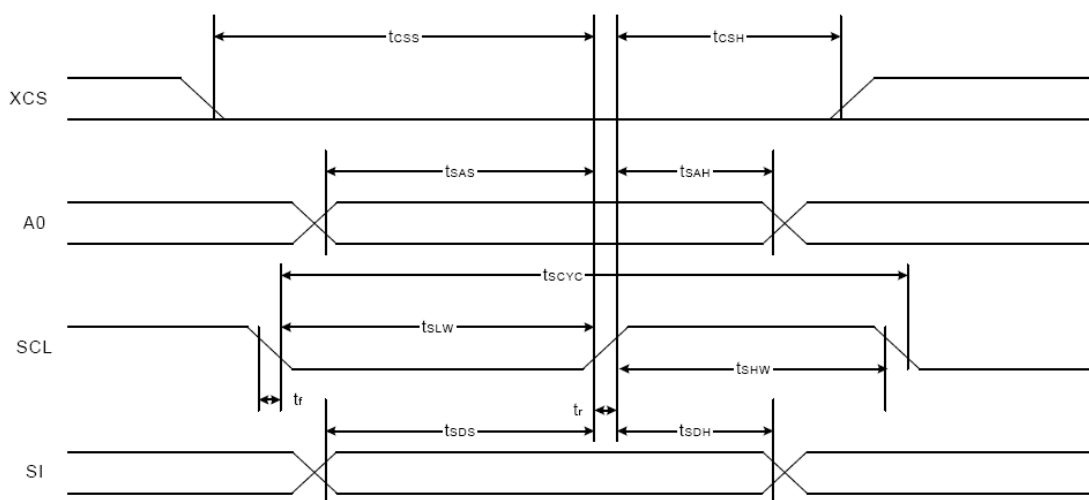 tCSS
tCSH
XCS
tSAS
tSAH
A0
tSCYC
tSLW
SCL
tSHW
tf
tr
tSDS
tSDH
SI